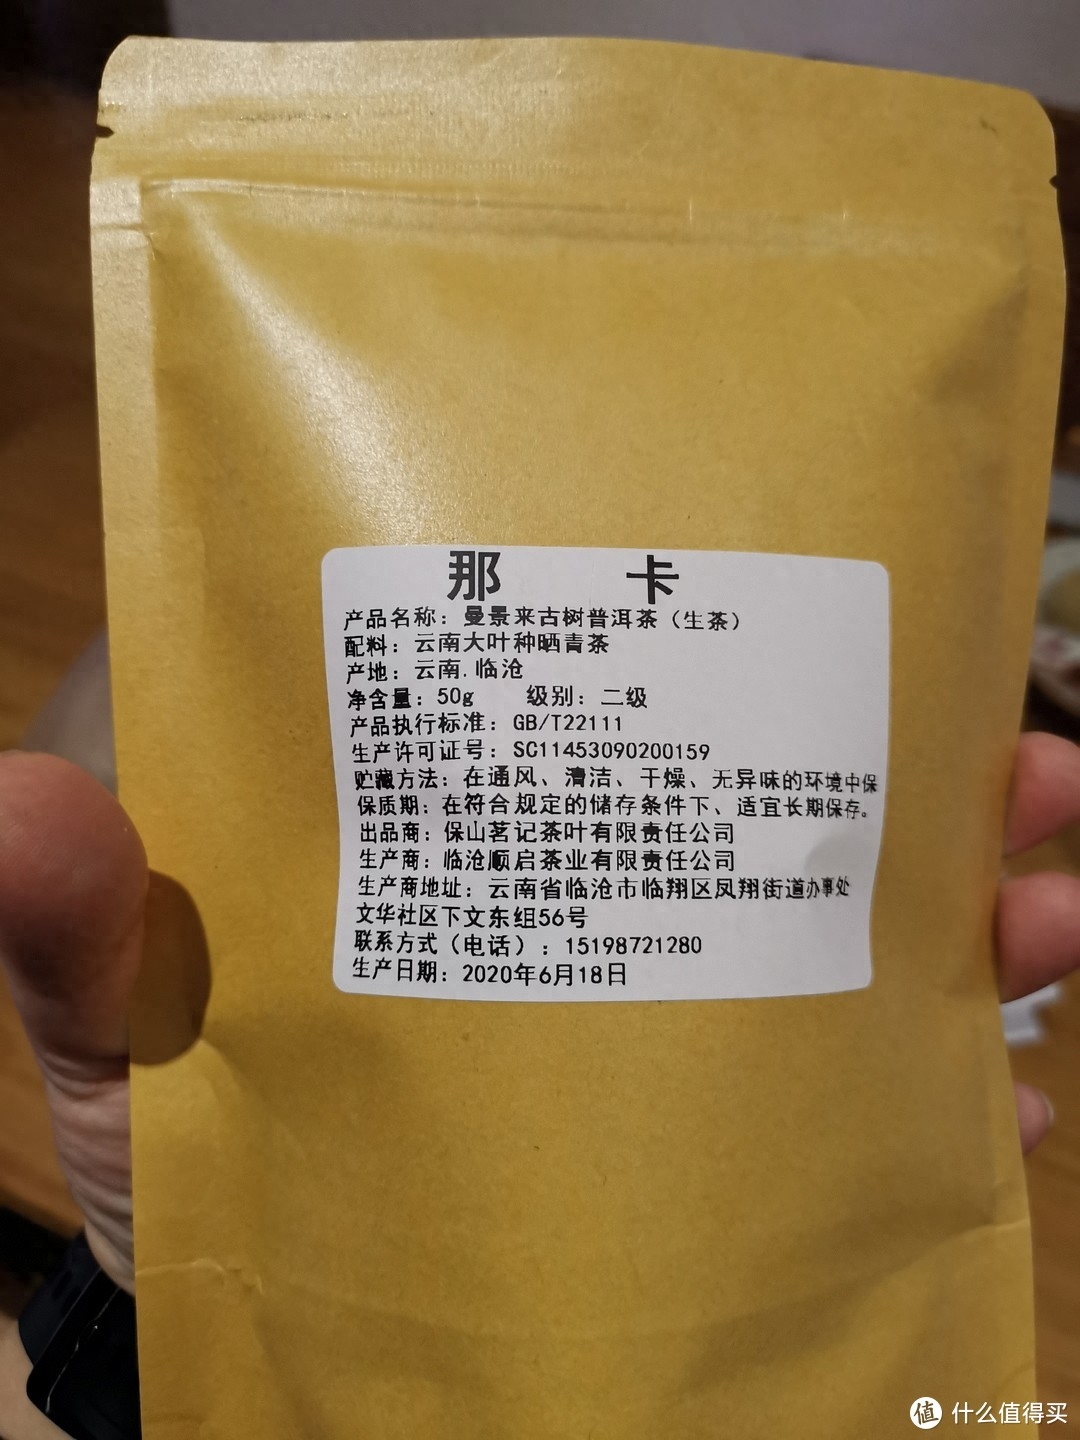 那 卡
产品名称：曼景来古树普洱茶（生茶）
配料：云南大叶种晒青茶
产地：云南.临沧
净含量：50g 级别：二级
产品执行标准：GB/T22111
生产许可证号：SC11453090200159
贮藏方法：在通风、清洁、干燥、无异味的环境中保
保质期：在符合规定的储存条件下、适宜长期保存。
出品商：保山茗记茶叶有限责任公司
生产商：临沧顺启茶业有限责任公司
生产商地址：云南省临沧市临翔区凤翔街道办事处
文华社区下文东组56号
联系方式（电话）：15198721280
生产日期：2020年6月18日
值 什么值得买